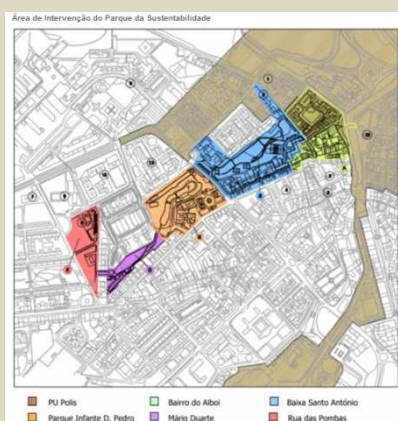 Área de Intervenção do Parque da Sustentabilidade
PU Polis
Bairro do Alboi
Baixa Santo António
Parque Infante D. Pedro
Mário Duarte
Rua das Pombas